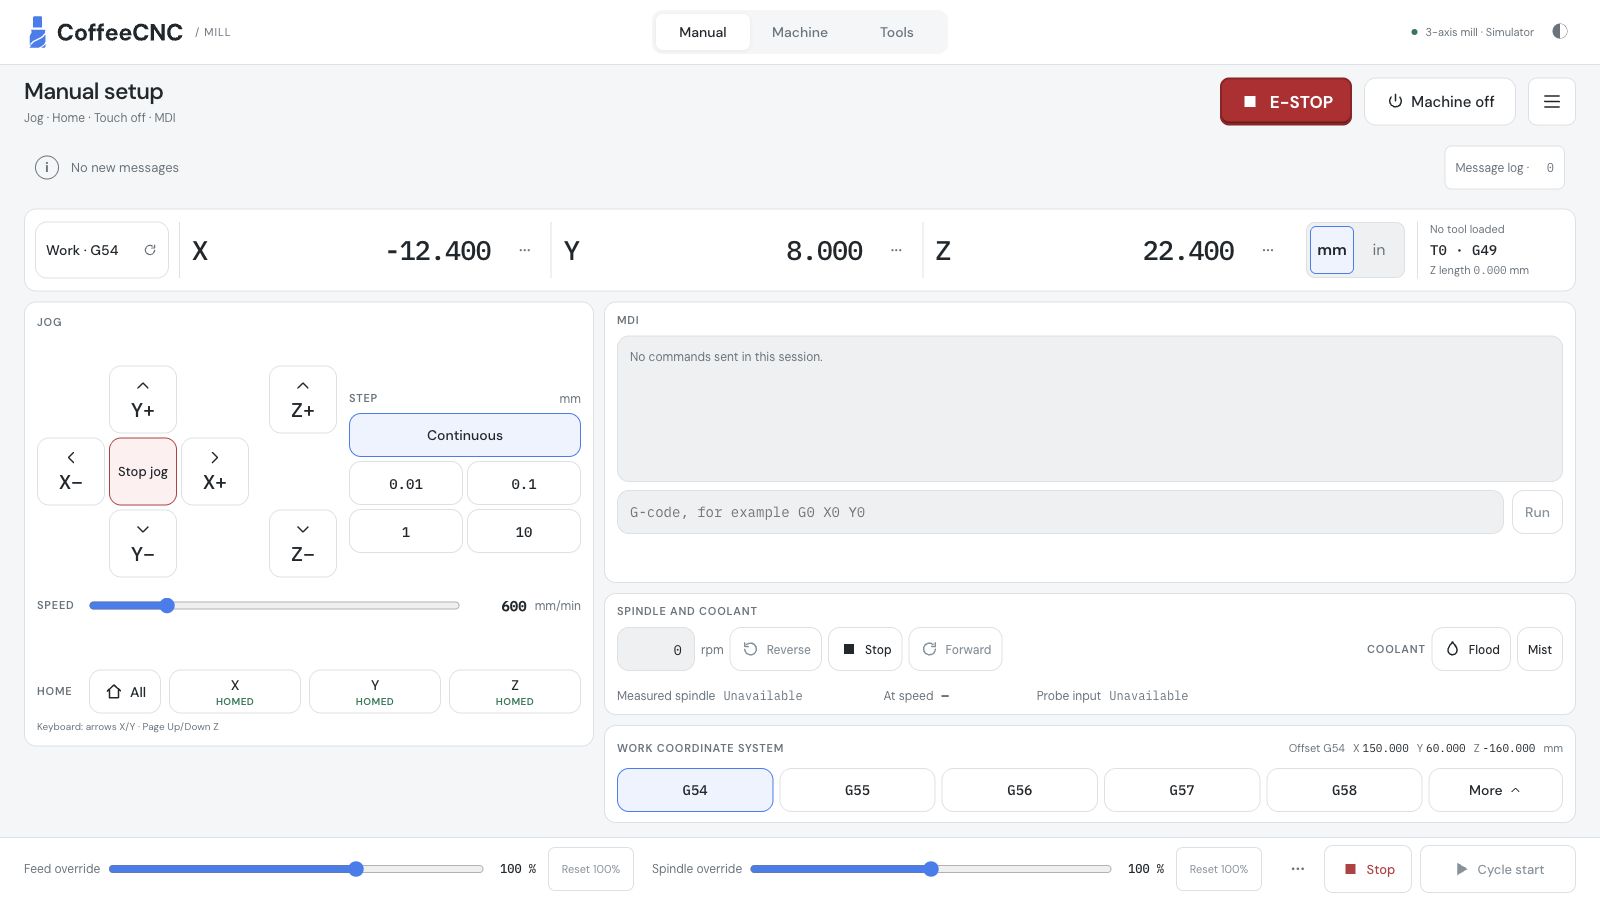 CoffeeCNC / MILL
Manual Machine Tools
3-axis mill · Simulator
Manual setup
Jog · Home · Touch off · MDI
E-STOP
Machine off
i No new messages
Message log · 0
Work · G54
X -12.400 ···
Y 8.000 ···
Z 22.400 ···
mm in
No tool loaded
T0 · G49
Z length 0.000 mm
JOG
Y+
Z+
X−
Stop jog
X+
Y−
Z−
STEP mm
Continuous
0.01 0.1
1 10
SPEED 600 mm/min
HOME All
X HOMED
Y HOMED
Z HOMED
Keyboard: arrows X/Y · Page Up/Down Z
MDI
No commands sent in this session.
G-code, for example G0 X0 Y0
Run
SPINDLE AND COOLANT
0 rpm Reverse Stop Forward
COOLANT Flood Mist
Measured spindle Unavailable
At speed –
Probe input Unavailable
WORK COORDINATE SYSTEM
Offset G54 X 150.000 Y 60.000 Z -160.000 mm
G54 G55 G56 G57 G58 More
Feed override 100 % Reset 100%
Spindle override 100 % Reset 100%
··· Stop Cycle start